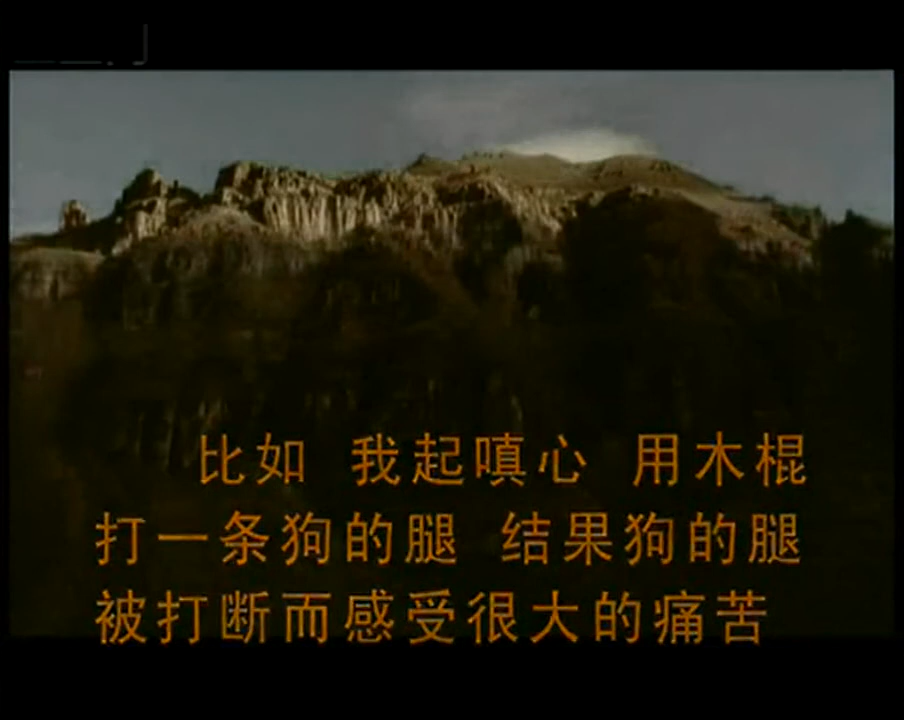 比如 我起嗔心 用木棍
打一条狗的腿 结果狗的腿
被打断而感受很大的痛苦